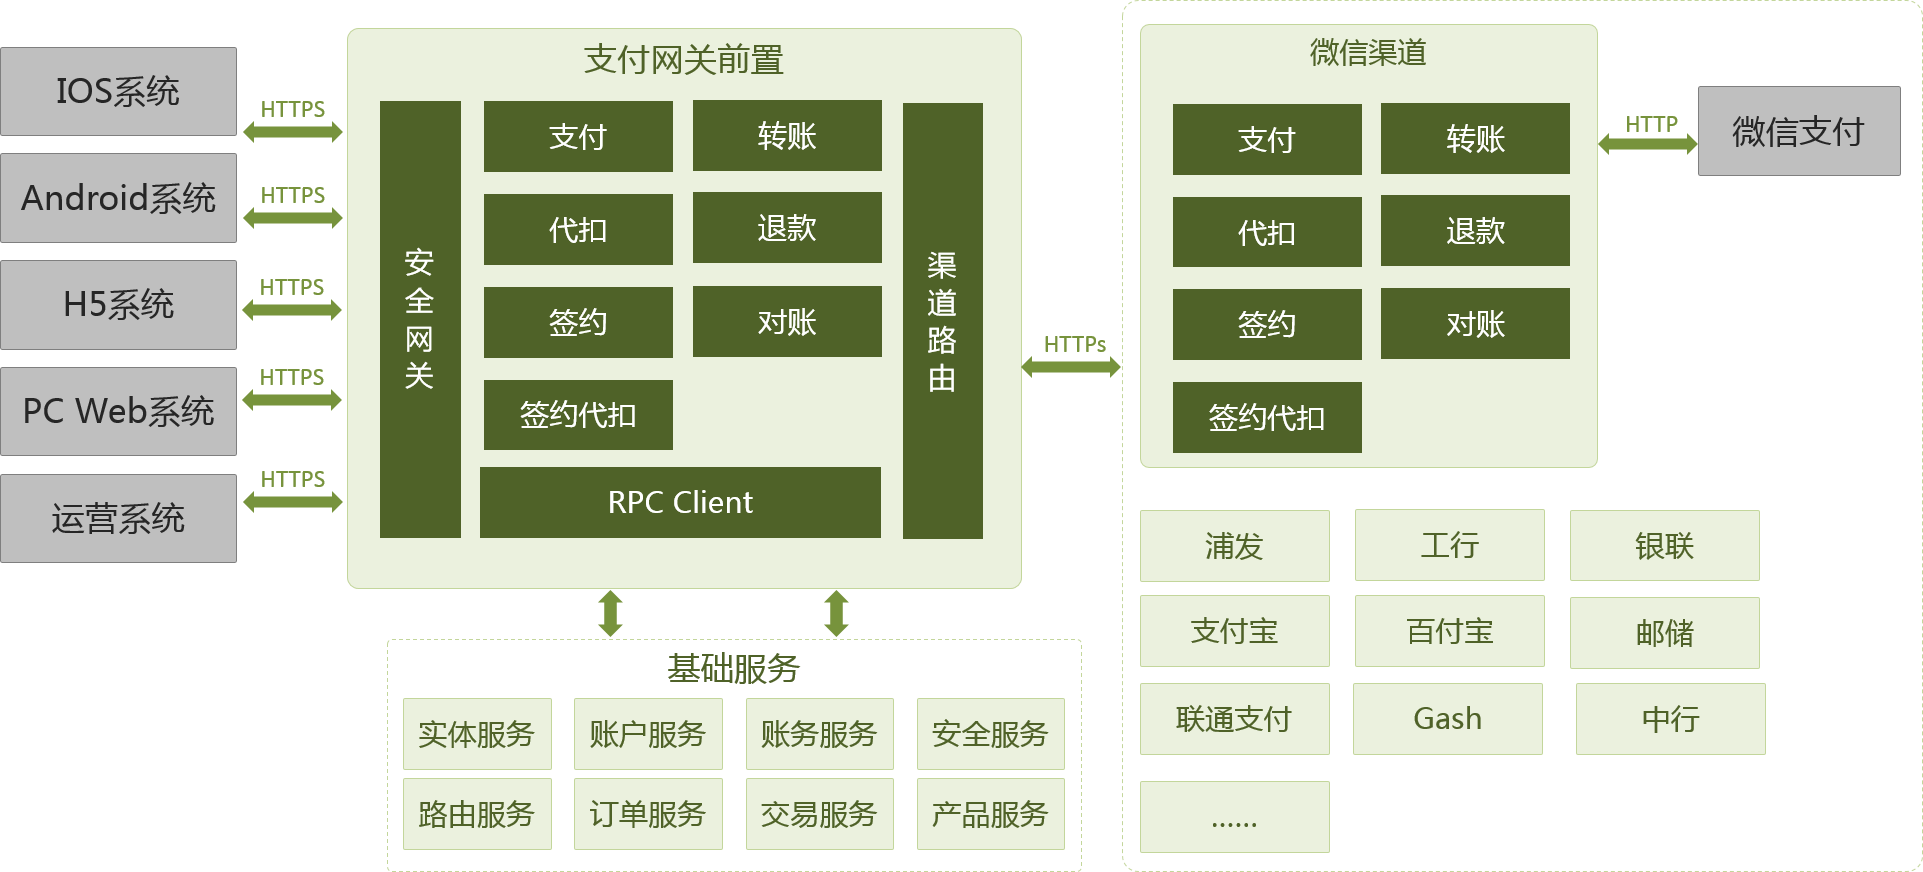 IOS系统
HTTPS
Android系统
HTTPS
H5系统
HTTPS
PC Web系统
HTTPS
运营系统
HTTPS
支付网关前置
安全网关
支付
转账
代扣
退款
签约
对账
签约代扣
RPC Client
渠道路由
HTTPs
基础服务
实体服务
账户服务
账务服务
安全服务
路由服务
订单服务
交易服务
产品服务
微信渠道
支付
转账
代扣
退款
签约
对账
签约代扣
HTTP
微信支付
浦发
工行
银联
支付宝
百付宝
邮储
联通支付
Gash
中行
......